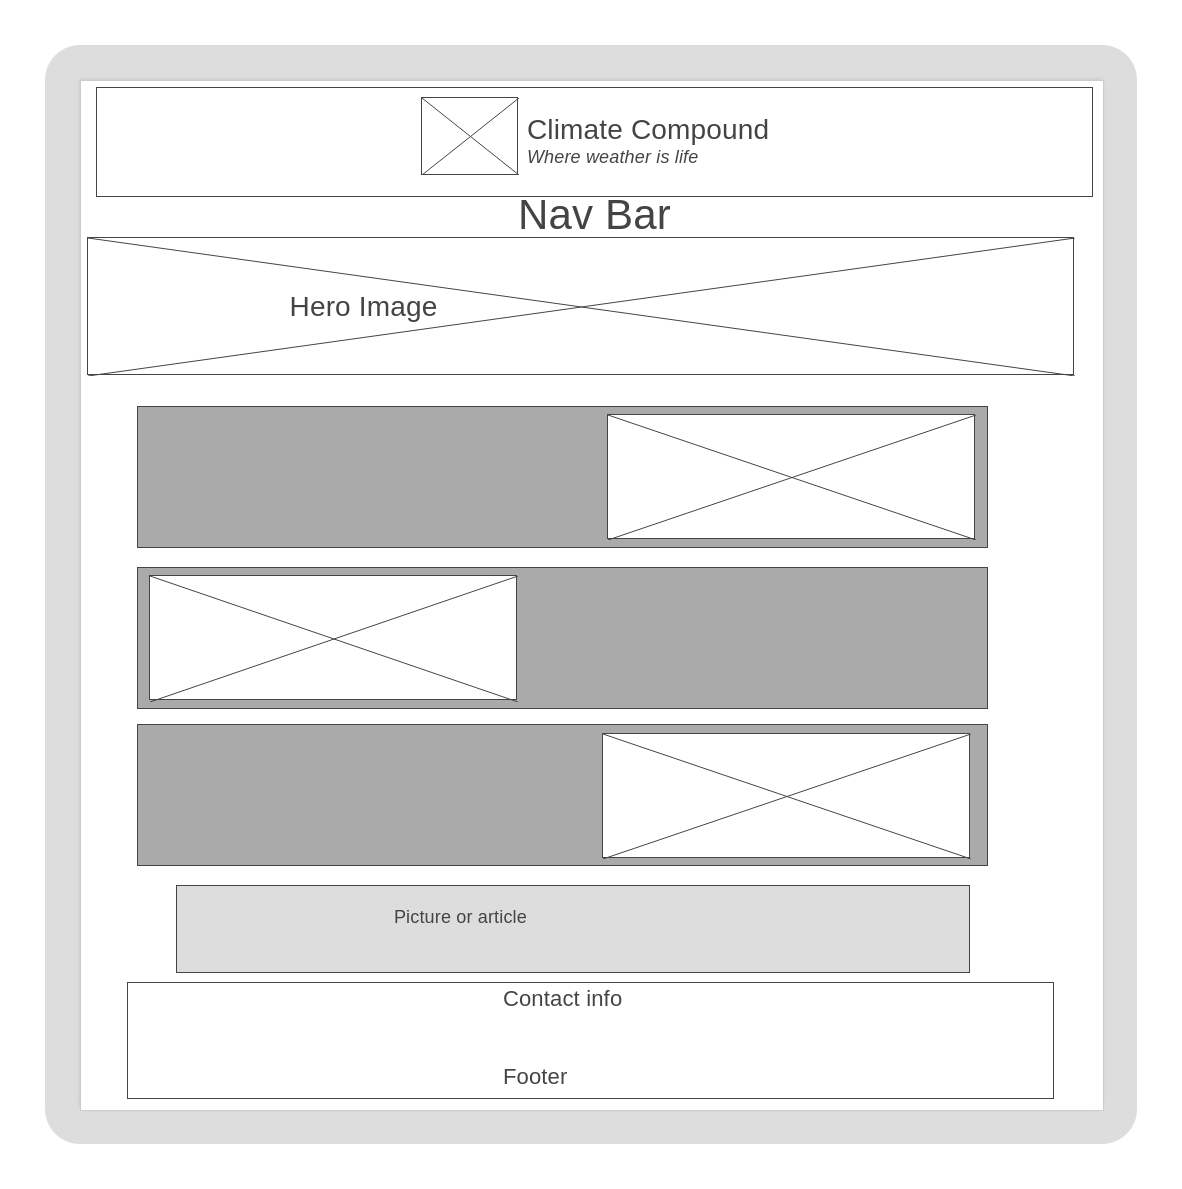 Climate Compound
Where weather is life
Nav Bar
Hero Image
Picture or article
Contact info
Footer